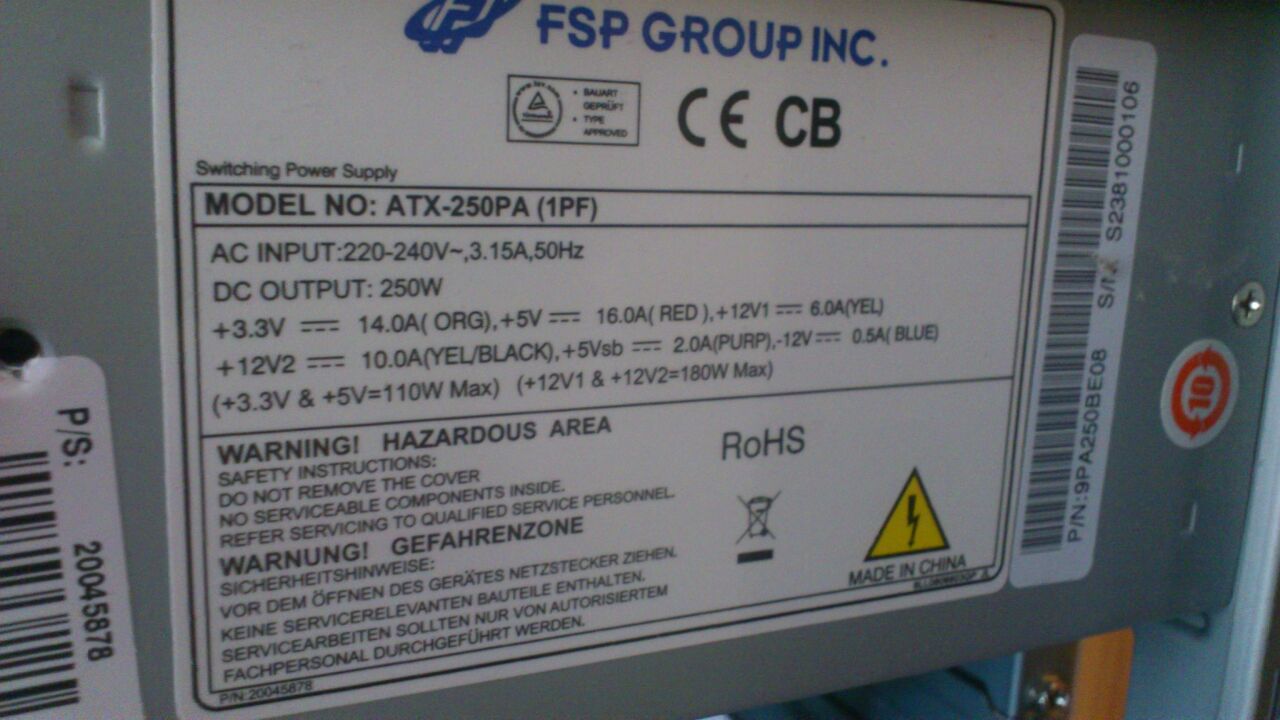 FSP GROUP INC.
BAUART
GEPRÜFT
TYPE
APPROVED
CE CB
Switching Power Supply
MODEL NO: ATX-250PA (1PF)
AC INPUT:220-240V~,3.15A,50Hz
DC OUTPUT: 250W
+3.3V ⎓ 14.0A( ORG),+5V ⎓ 16.0A( RED ),+12V1 ⎓ 6.0A(YEL)
+12V2 ⎓ 10.0A(YEL/BLACK),+5Vsb ⎓ 2.0A(PURP),-12V ⎓ 0.5A( BLUE)
(+3.3V & +5V=110W Max) (+12V1 & +12V2=180W Max)
WARNING! HAZARDOUS AREA
SAFETY INSTRUCTIONS:
DO NOT REMOVE THE COVER
NO SERVICEABLE COMPONENTS INSIDE.
REFER SERVICING TO QUALIFIED SERVICE PERSONNEL.
WARNUNG! GEFAHRENZONE
SICHERHEITSHINWEISE:
VOR DEM ÖFFNEN DES GERÄTES NETZSTECKER ZIEHEN.
KEINE SERVICERELEVANTEN BAUTEILE ENTHALTEN.
SERVICEARBEITEN SOLLTEN NUR VON AUTORISIERTEM
FACHPERSONAL DURCHGEFÜHRT WERDEN.
P/N:20045878
RoHS
MADE IN CHINA
P/N:9PA250BE08 S/N: S2381000106
10
P/S: 20045878